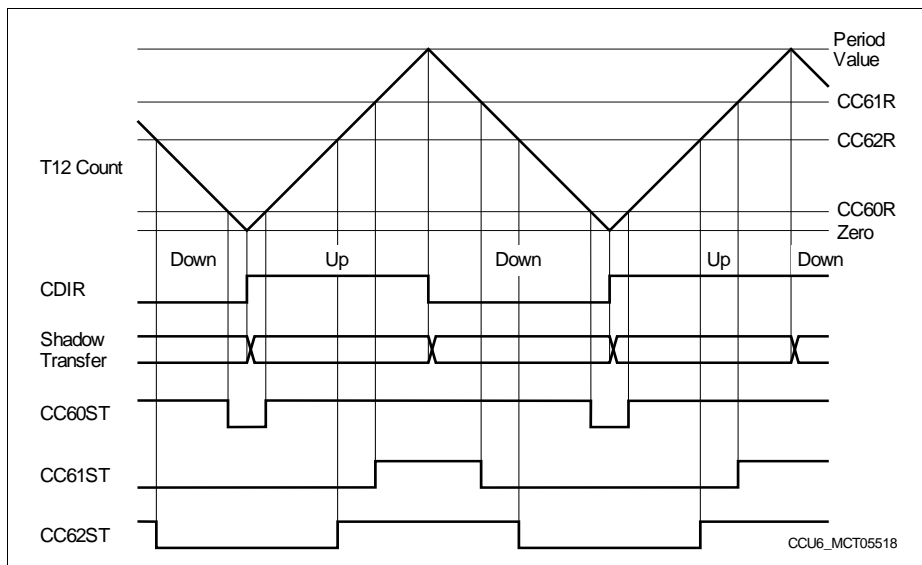 Period
Value
CC61R
CC62R
T12 Count
CC60R
Zero
Down Up Down Up Down
CDIR
Shadow
Transfer
CC60ST
CC61ST
CC62ST
CCU6_MCT05518